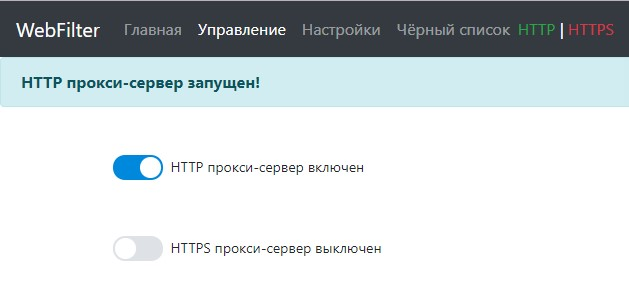 WebFilter Главная Управление Настройки Чёрный список HTTP | HTTPS
HTTP прокси-сервер запущен!
HTTP прокси-сервер включен
HTTPS прокси-сервер выключен